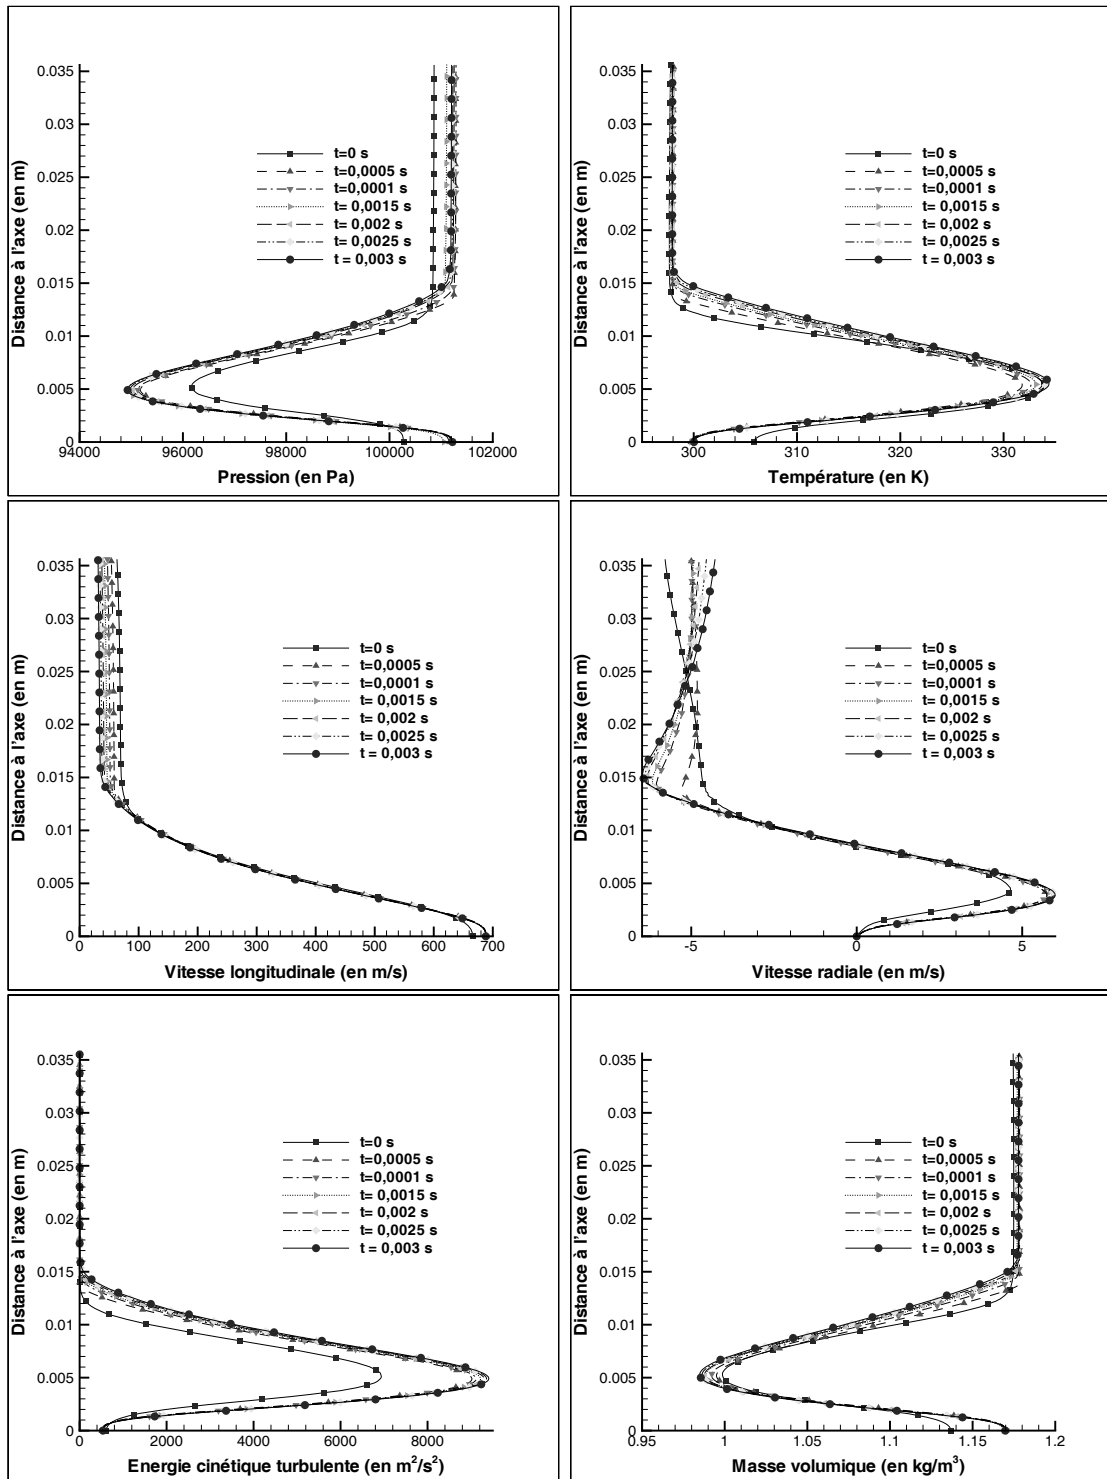 0.035
0.03
0.025
0.02
0.015
0.01
0.005
0
Distance à l'axe (en m)
t=0 s
t=0,0005 s
t=0,0001 s
t= 0,0015 s
t= 0,002 s
t= 0,0025 s
t = 0,003 s
94000 96000 98000 100000 102000
Pression (en Pa)
0.035
0.03
0.025
0.02
0.015
0.01
0.005
0
Distance à l'axe (en m)
t=0 s
t=0,0005 s
t=0,0001 s
t= 0,0015 s
t= 0,002 s
t= 0,0025 s
t = 0,003 s
300 310 320 330
Température (en K)
0.035
0.03
0.025
0.02
0.015
0.01
0.005
0
Distance à l'axe (en m)
t=0 s
t=0,0005 s
t=0,0001 s
t= 0,0015 s
t= 0,002 s
t= 0,0025 s
t = 0,003 s
0 100 200 300 400 500 600 700
Vitesse longitudinale (en m/s)
0.035
0.03
0.025
0.02
0.015
0.01
0.005
0
Distance à l'axe (en m)
t=0 s
t=0,0005 s
t=0,0001 s
t= 0,0015 s
t= 0,002 s
t= 0,0025 s
t = 0,003 s
-5 0 5
Vitesse radiale (en m/s)
0.035
0.03
0.025
0.02
0.015
0.01
0.005
0
Distance à l'axe (en m)
t=0 s
t=0,0005 s
t=0,0001 s
t= 0,0015 s
t= 0,002 s
t= 0,0025 s
t = 0,003 s
0 2000 4000 6000 8000
Energie cinétique turbulente (en m²/s²)
0.035
0.03
0.025
0.02
0.015
0.01
0.005
0
Distance à l'axe (en m)
t=0 s
t=0,0005 s
t=0,0001 s
t= 0,0015 s
t= 0,002 s
t= 0,0025 s
t = 0,003 s
0.95 1 1.05 1.1 1.15 1.2
Masse volumique (en kg/m³)